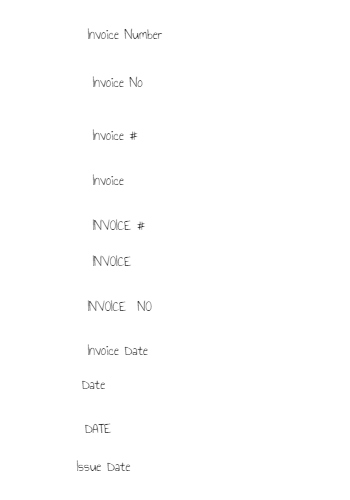 Invoice Number
Invoice No
Invoice #
Invoice
INVOICE #
INVOICE
INVOICE NO
Invoice Date
Date
DATE
Issue Date